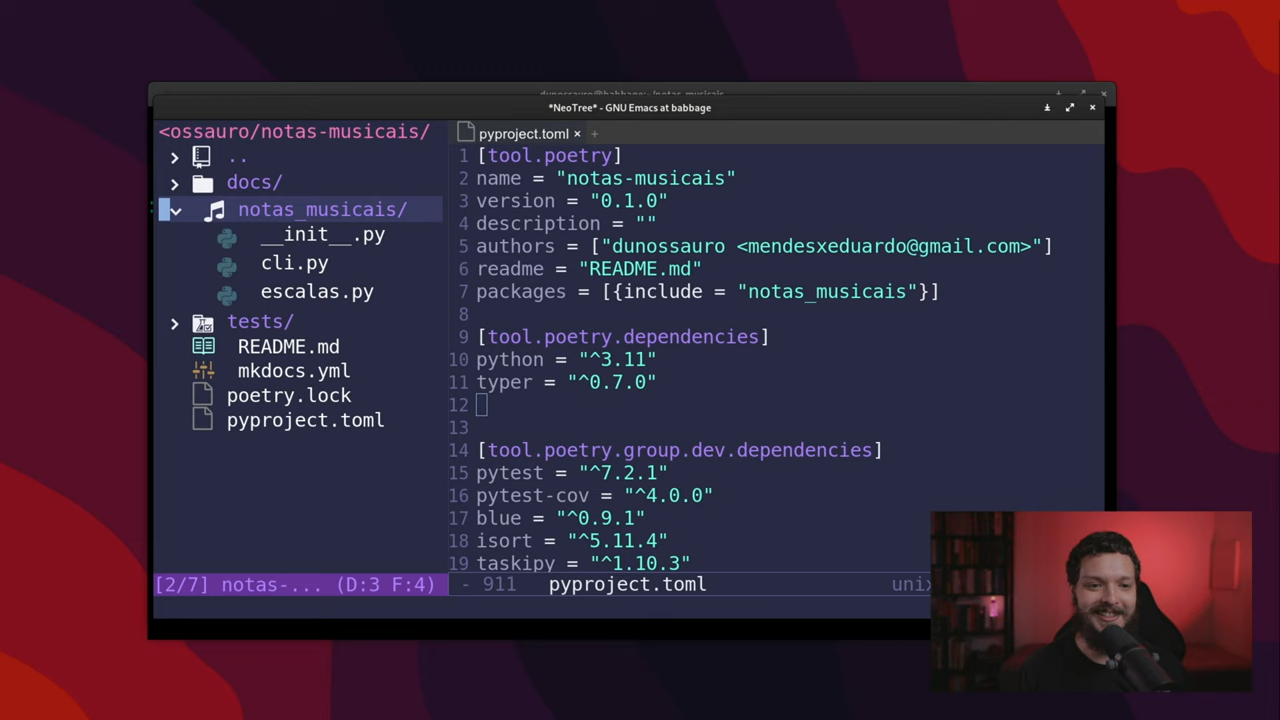 dunossauro@babbage:~/notas_musicais
*NeoTree* - GNU Emacs at babbage
<ossauro/notas-musicais/
..
docs/
notas_musicais/
__init__.py
cli.py
escalas.py
tests/
README.md
mkdocs.yml
poetry.lock
pyproject.toml
[2/7] notas-... (D:3 F:4)
pyproject.toml × +
1 [tool.poetry]
2 name = "notas-musicais"
3 version = "0.1.0"
4 description = ""
5 authors = ["dunossauro <mendesxeduardo@gmail.com>"]
6 readme = "README.md"
7 packages = [{include = "notas_musicais"}]
8
9 [tool.poetry.dependencies]
10 python = "^3.11"
11 typer = "^0.7.0"
12
13
14 [tool.poetry.group.dev.dependencies]
15 pytest = "^7.2.1"
16 pytest-cov = "^4.0.0"
17 blue = "^0.9.1"
18 isort = "^5.11.4"
19 taskipy = "^1.10.3"
- 911 pyproject.toml unix